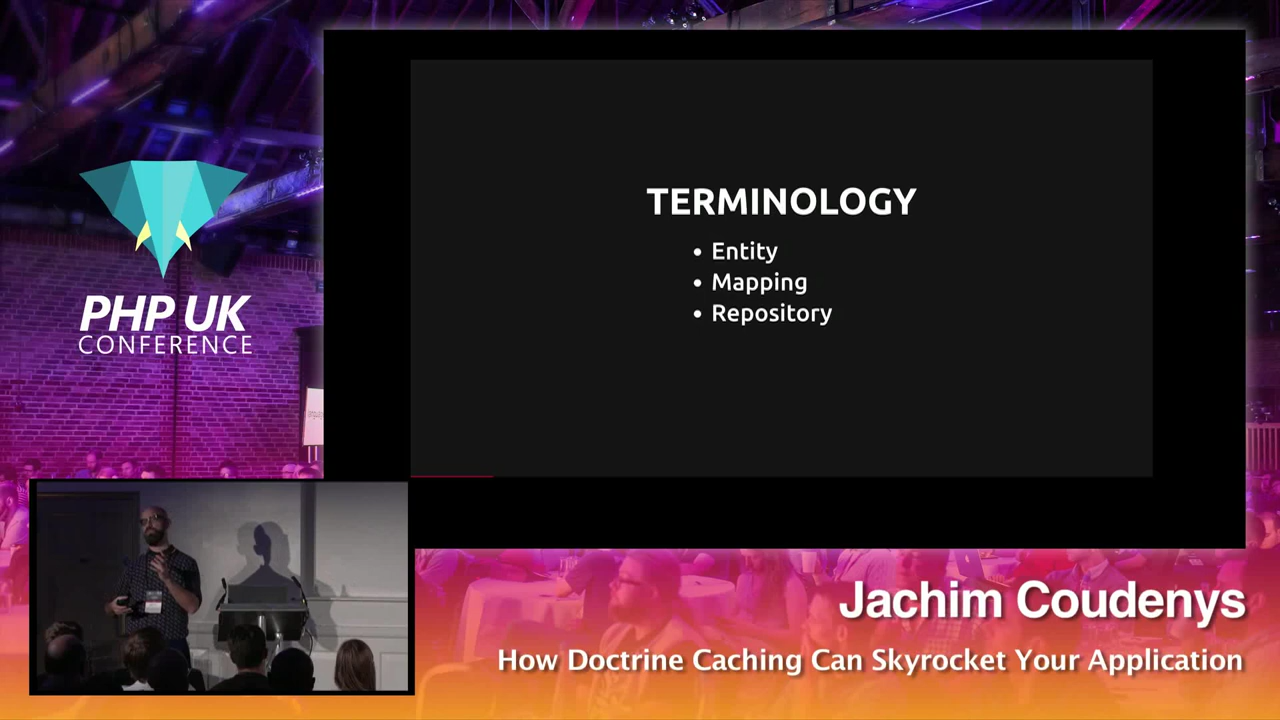 TERMINOLOGY
• Entity
• Mapping
• Repository
PHP UK
CONFERENCE
Jachim Coudenys
How Doctrine Caching Can Skyrocket Your Application